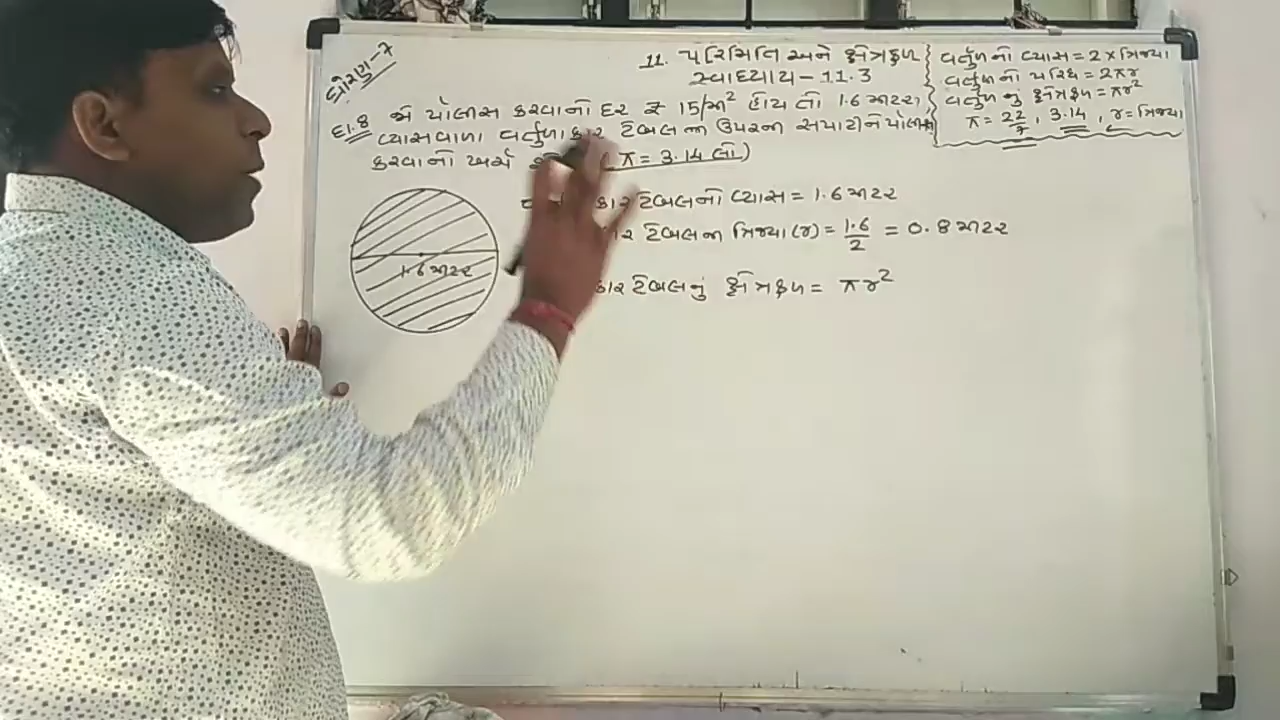 ધોરણ-૭
11. પરિમિતિ અને ક્ષેત્રફળ
સ્વાધ્યાય - 11.3
વર્તુળનો વ્યાસ = 2 × ત્રિજ્યા
વર્તુળનો પરિઘ = 2πr
વર્તુળનું ક્ષેત્રફળ = πr²
π = 22/7 , 3.14 , r = ત્રિજ્યા
દા.8 જો પોલીસ કરવાનો દર ₹ 15/મી² હોય તો 1.6 મીટર
વ્યાસવાળા વર્તુળાકાર ટેબલના ઉપરની સપાટીને પોલીસ
કરવાનો ખર્ચ (π = 3.14 લો)
ટેબલનો વ્યાસ = 1.6 મીટર
ટેબલના ત્રિજ્યા (r) = 1.6/2 = 0.8 મીટર
1.6 મીટર
ટેબલનું ક્ષેત્રફળ = πr²